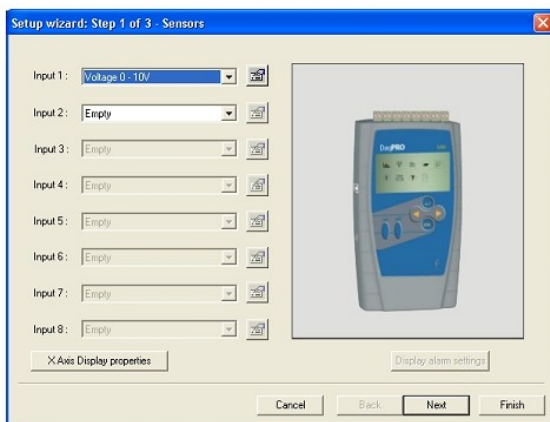 Setup wizard: Step 1 of 3 - Sensors
Input 1 : Voltage 0 - 10V
Input 2 : Empty
Input 3 : Empty
Input 4 : Empty
Input 5 : Empty
Input 6 : Empty
Input 7 : Empty
Input 8 : Empty
DaqPRO
X Axis Display properties
Display alarm settings
Cancel
Back
Next
Finish